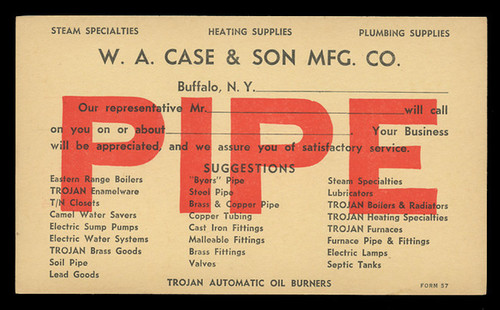 STEAM SPECIALTIES HEATING SUPPLIES PLUMBING SUPPLIES
W. A. CASE & SON MFG. CO.
Buffalo, N. Y.
PIPE
Our representative Mr. will call
on you on or about . Your Business
will be appreciated, and we assure you of satisfactory service.
SUGGESTIONS
Eastern Range Boilers
TROJAN Enamelware
T/N Closets
Camel Water Savers
Electric Sump Pumps
Electric Water Systems
TROJAN Brass Goods
Soil Pipe
Lead Goods
"Byers" Pipe
Steel Pipe
Brass & Copper Pipe
Copper Tubing
Cast Iron Fittings
Malleable Fittings
Brass Fittings
Valves
Steam Specialties
Lubricators
TROJAN Boilers & Radiators
TROJAN Heating Specialties
TROJAN Furnaces
Furnace Pipe & Fittings
Electric Lamps
Septic Tanks
TROJAN AUTOMATIC OIL BURNERS
FORM 57